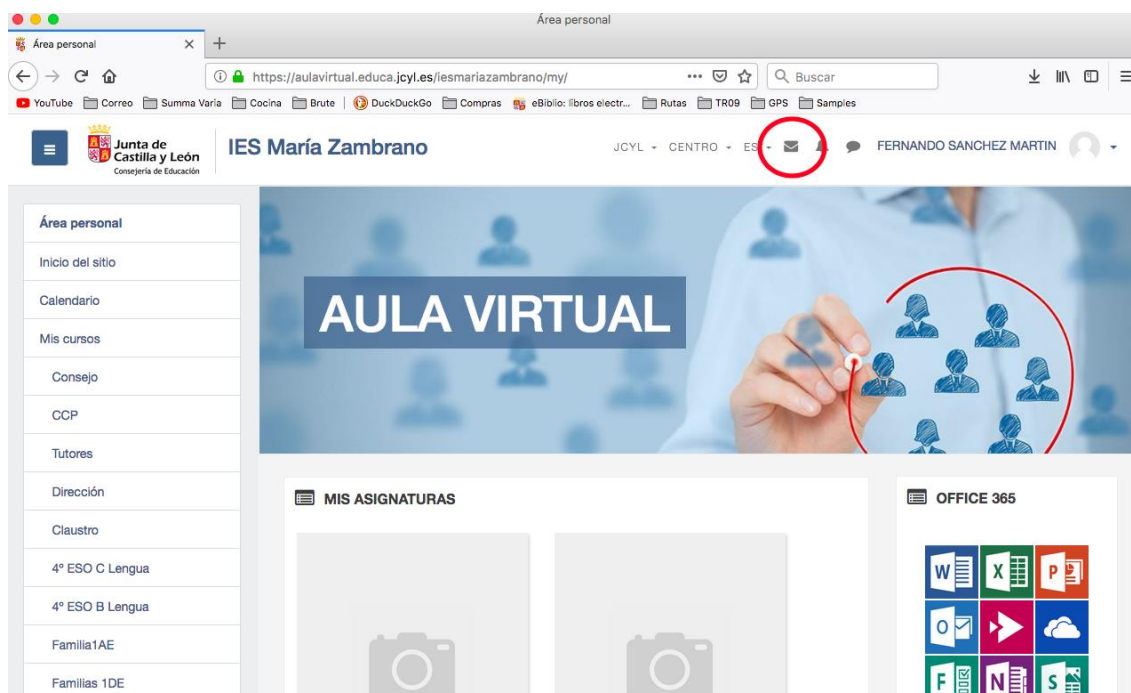 Área personal
Área personal
https://aulavirtual.educa.jcyl.es/iesmariazambrano/my/
Buscar
YouTube Correo Summa Varia Cocina Brute DuckDuckGo Compras eBiblio: libros electr... Rutas TR09 GPS Samples
Junta de
Castilla y León
Consejería de Educación
IES María Zambrano
JCYL CENTRO ES FERNANDO SANCHEZ MARTIN
Área personal
Inicio del sitio
Calendario
Mis cursos
Consejo
CCP
Tutores
Dirección
Claustro
4º ESO C Lengua
4º ESO B Lengua
Familia1AE
Familias 1DE
AULA VIRTUAL
MIS ASIGNATURAS
OFFICE 365
W X P
O
F N S